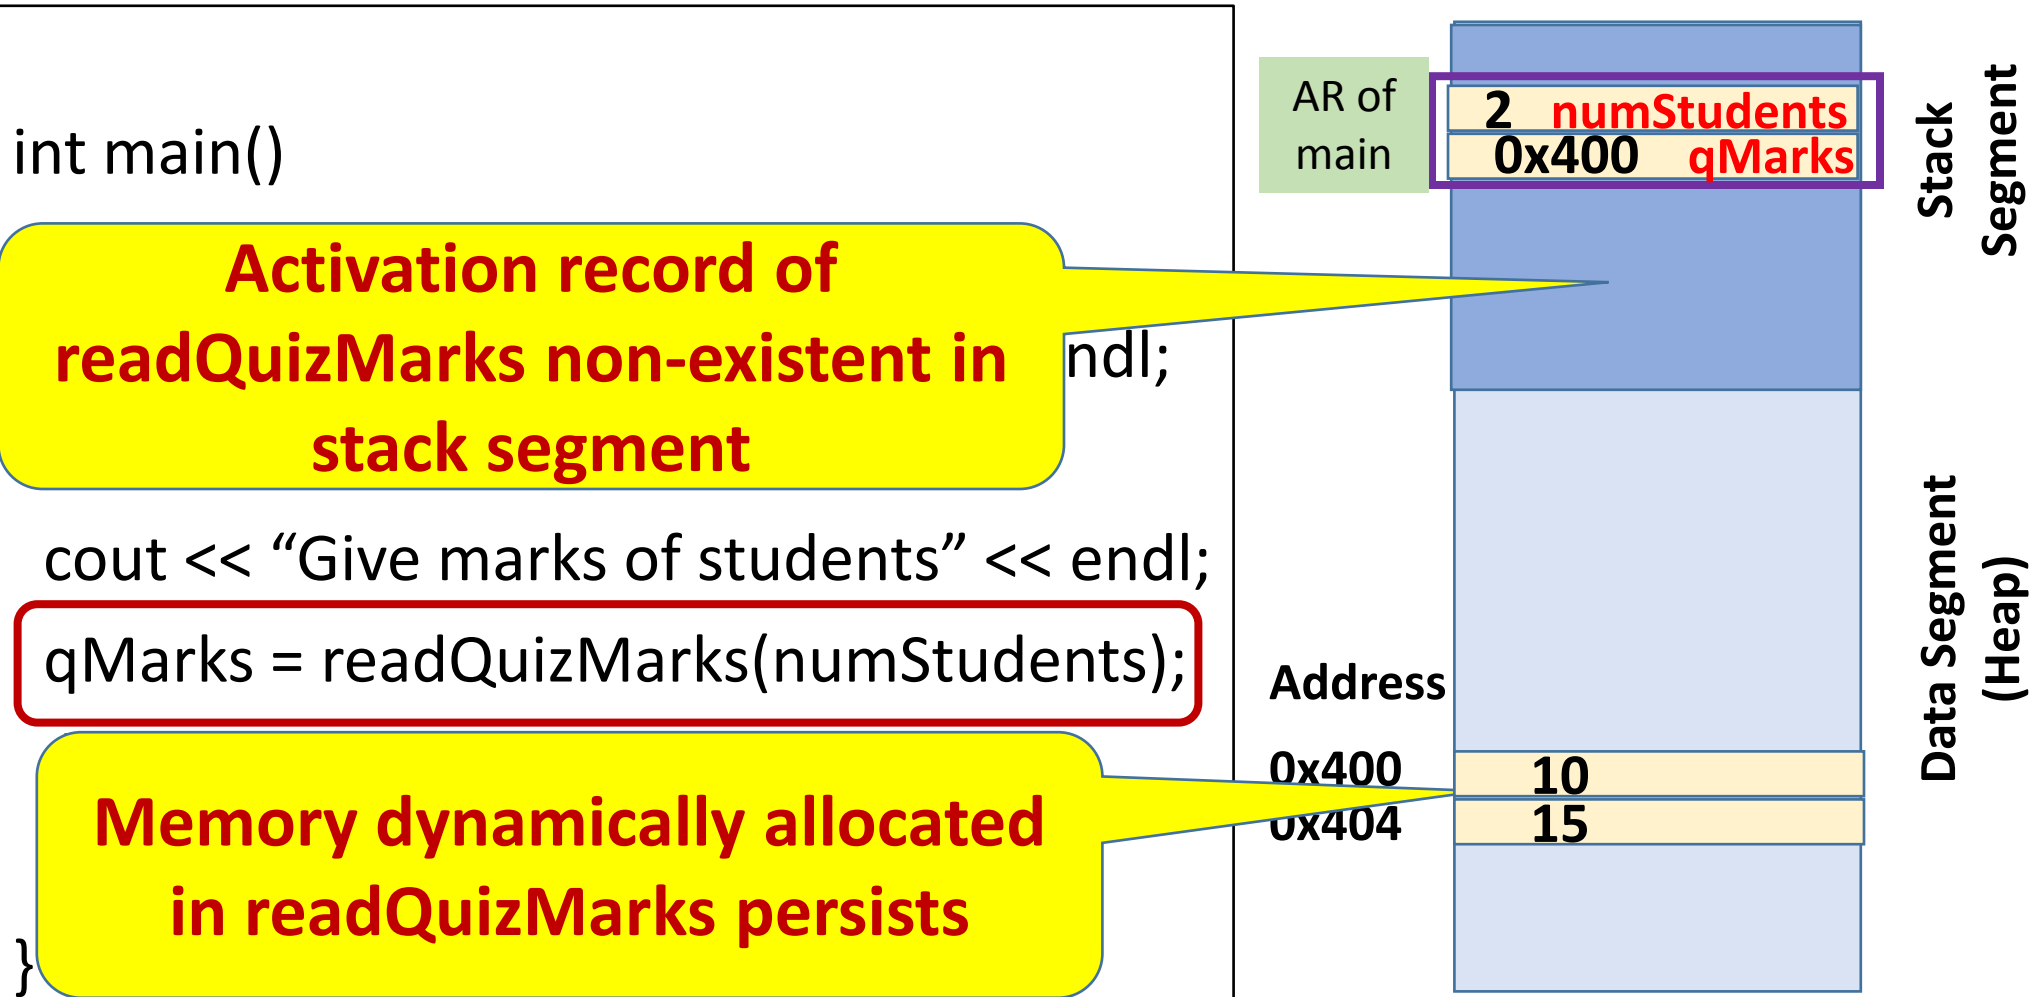 int main()
Activation record of
readQuizMarks non-existent in
stack segment
ndl;
cout << “Give marks of students” << endl;
qMarks = readQuizMarks(numStudents);
Memory dynamically allocated
in readQuizMarks persists
}
AR of
main
2 numStudents
0x400 qMarks
Stack
Segment
Address
0x400 10
0x404 15
Data Segment
(Heap)